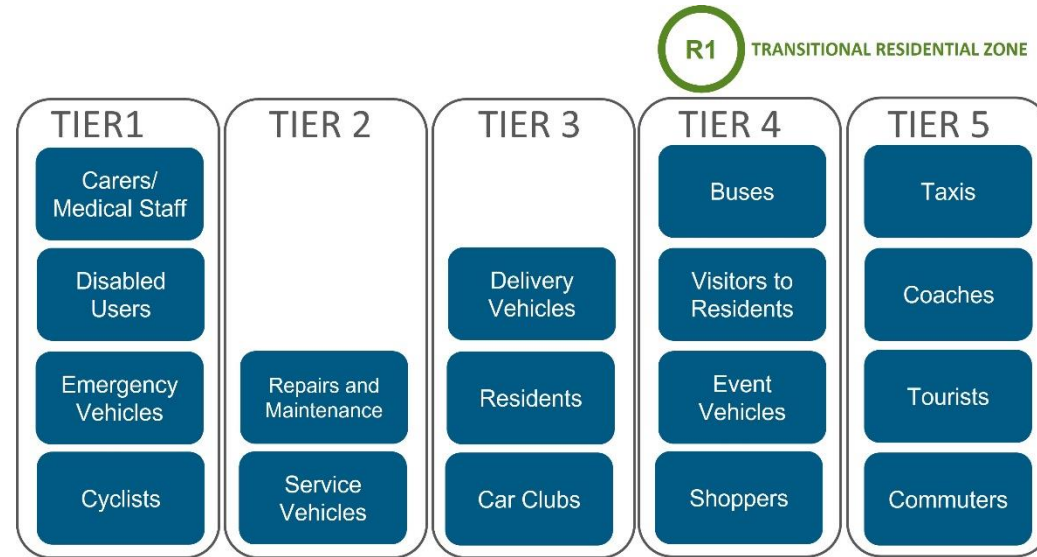 R1
TRANSITIONAL RESIDENTIAL ZONE
TIER1
Carers/
Medical Staff
Disabled
Users
Emergency
Vehicles
Cyclists
TIER 2
Repairs and
Maintenance
Service
Vehicles
TIER 3
Delivery
Vehicles
Residents
Car Clubs
TIER 4
Buses
Visitors to
Residents
Event
Vehicles
Shoppers
TIER 5
Taxis
Coaches
Tourists
Commuters